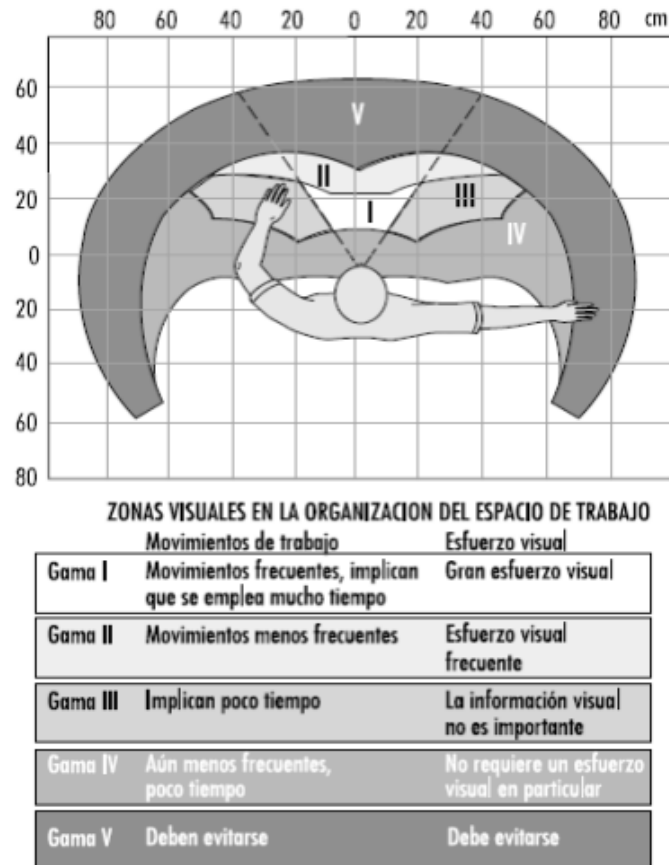 80 60 40 20 0 20 40 60 80 cm
60
40
20
0
20
40
60
80
V
II
III
I
IV
ZONAS VISUALES EN LA ORGANIZACION DEL ESPACIO DE TRABAJO
Movimientos de trabajo Esfuerzo visual
Gama I Movimientos frecuentes, implican Gran esfuerzo visual
que se emplea mucho tiempo
Gama II Movimientos menos frecuentes Esfuerzo visual
frecuente
Gama III Implican poco tiempo La información visual
no es importante
Gama IV Aún menos frecuentes, No requiere un esfuerzo
poco tiempo visual en particular
Gama V Deben evitarse Debe evitarse